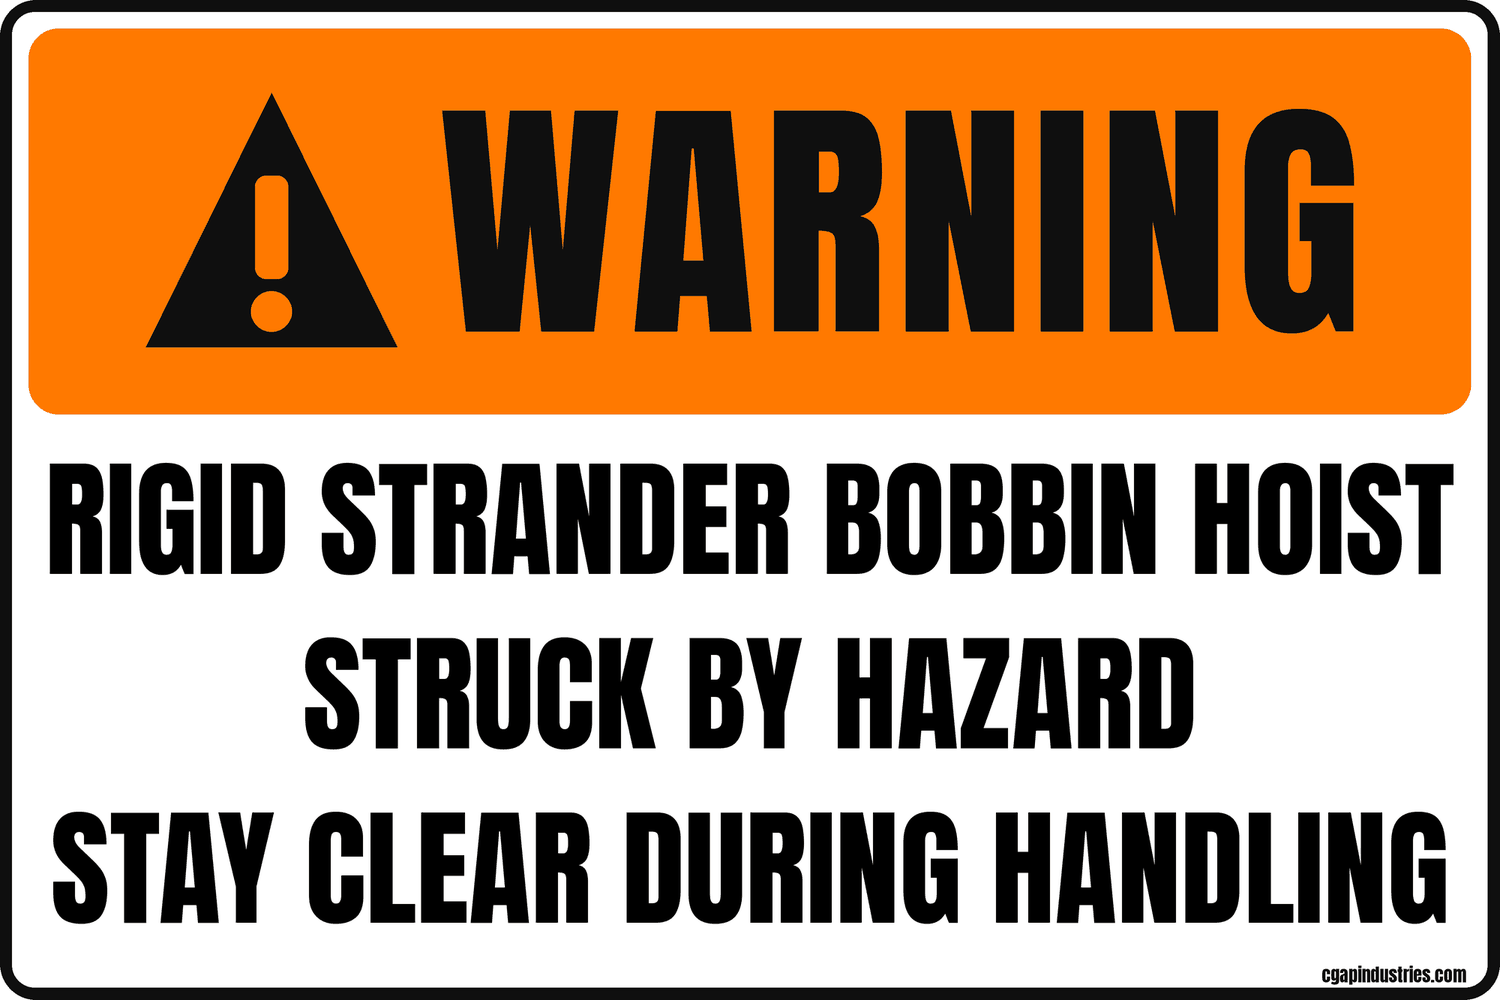 WARNING
RIGID STRANDER BOBBIN HOIST
STRUCK BY HAZARD
STAY CLEAR DURING HANDLING
cgapindustries.com